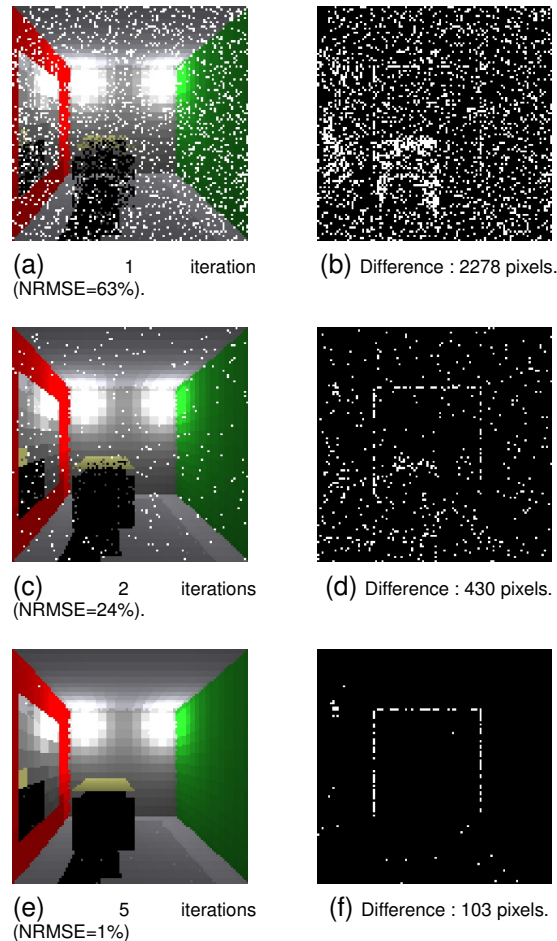 (a) 1 iteration
(NRMSE=63%).
(b) Difference : 2278 pixels.
(c) 2 iterations
(NRMSE=24%).
(d) Difference : 430 pixels.
(e) 5 iterations
(NRMSE=1%)
(f) Difference : 103 pixels.